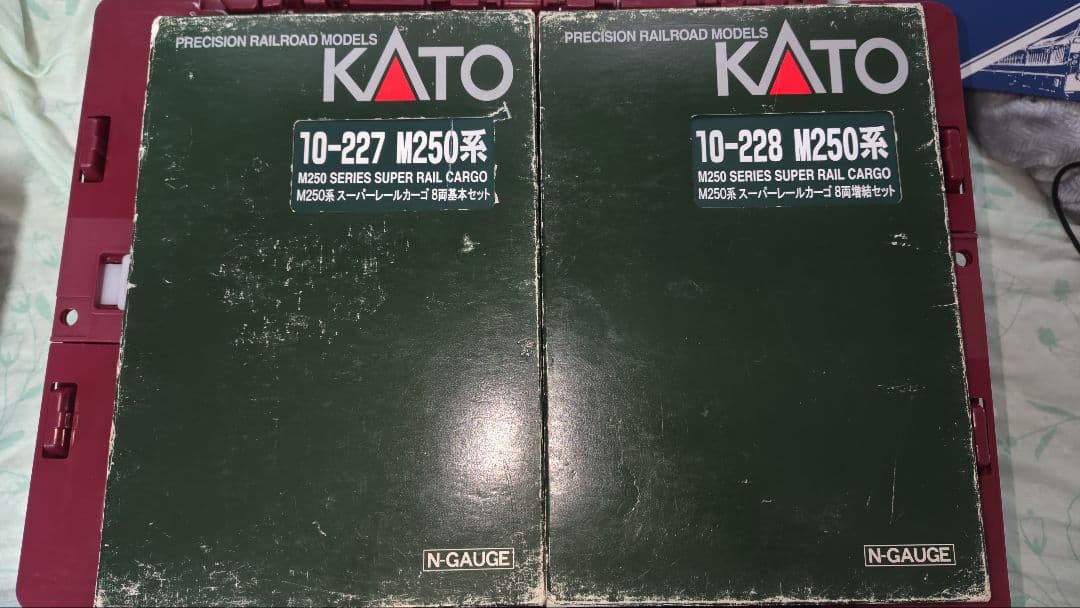 PRECISION RAILROAD MODELS
KATO
10-227 M250系
M250 SERIES SUPER RAIL CARGO
M250系 スーパーレールカーゴ 8両基本セット
N-GAUGE
PRECISION RAILROAD MODELS
KATO
10-228 M250系
M250 SERIES SUPER RAIL CARGO
M250系 スーパーレールカーゴ 8両増結セット
N-GAUGE